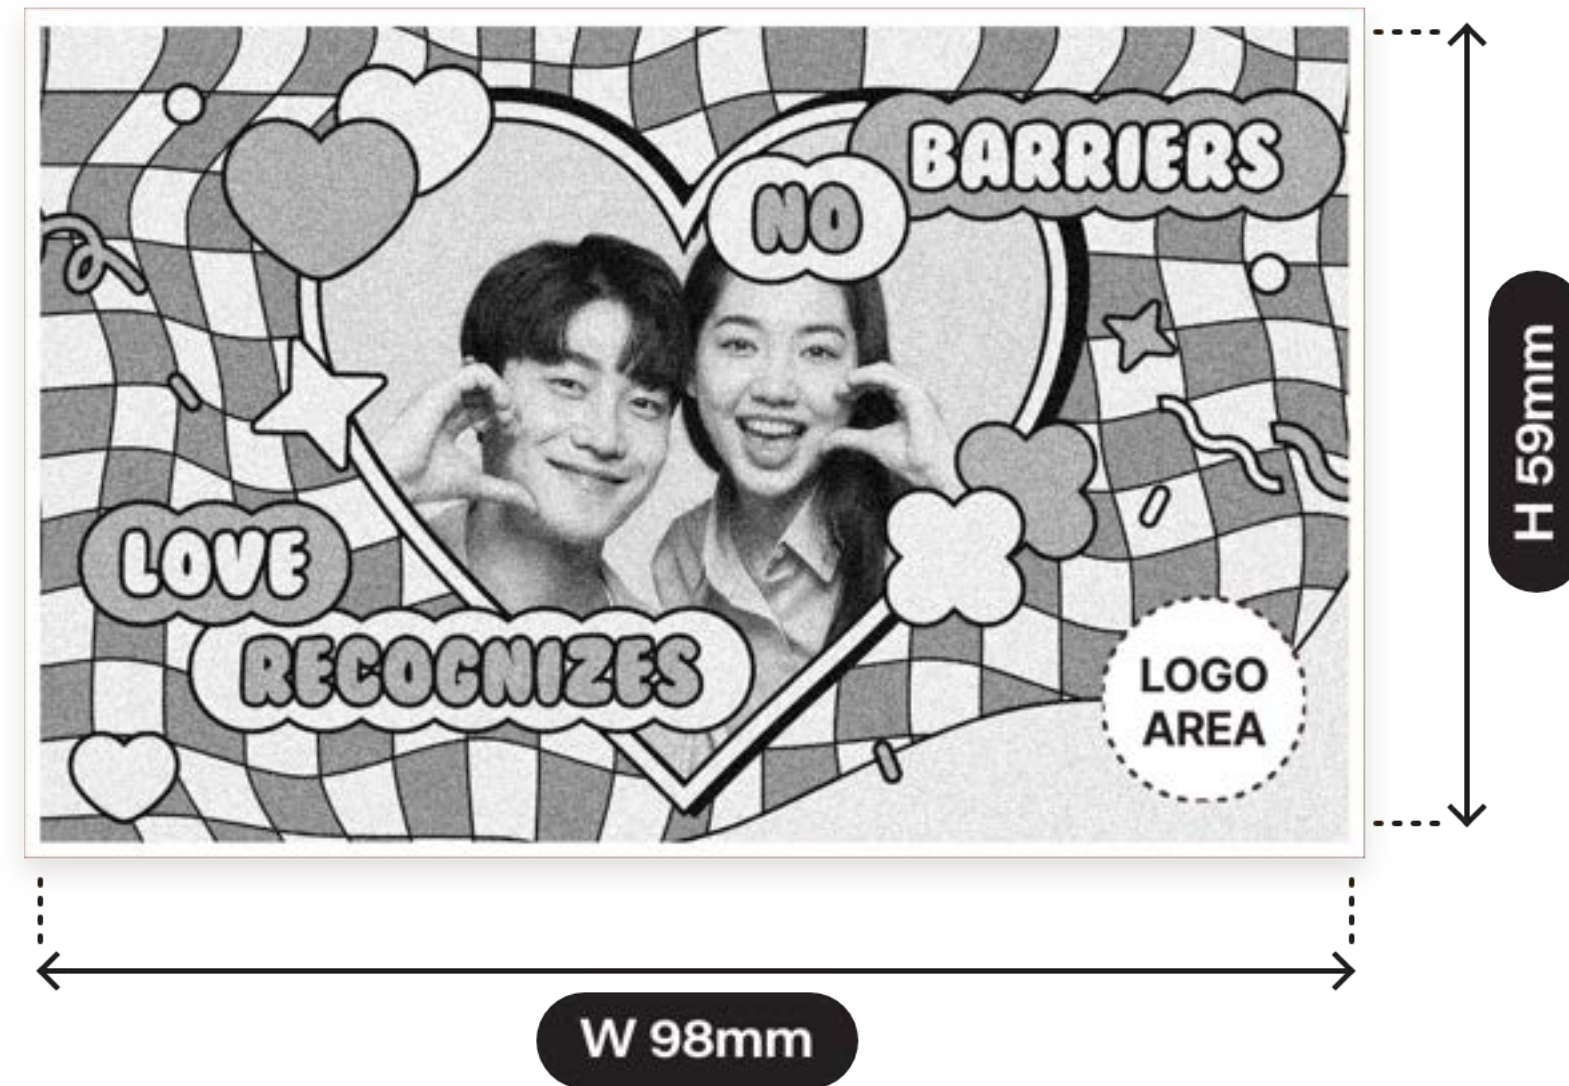 BARRIERS
NO
LOVE
RECOGNIZES
LOGO
AREA
H 59mm
W 98mm